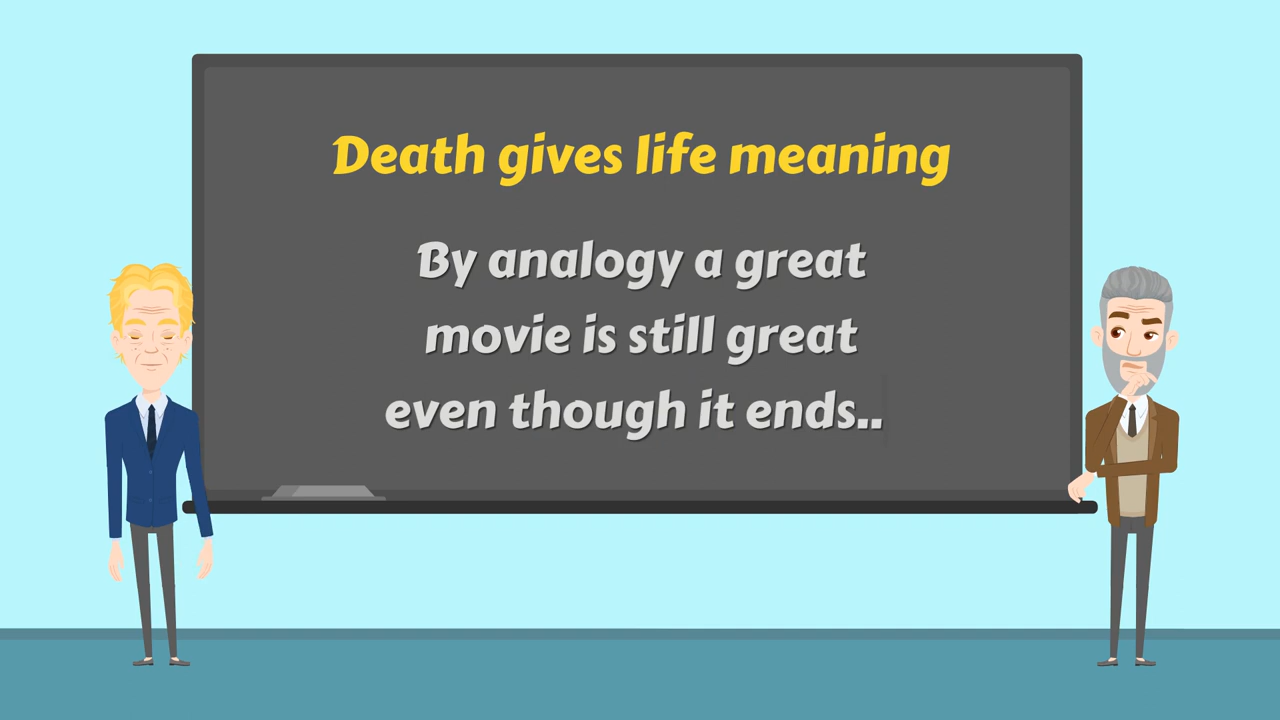 Death gives life meaning
By analogy a great
movie is still great
even though it ends..